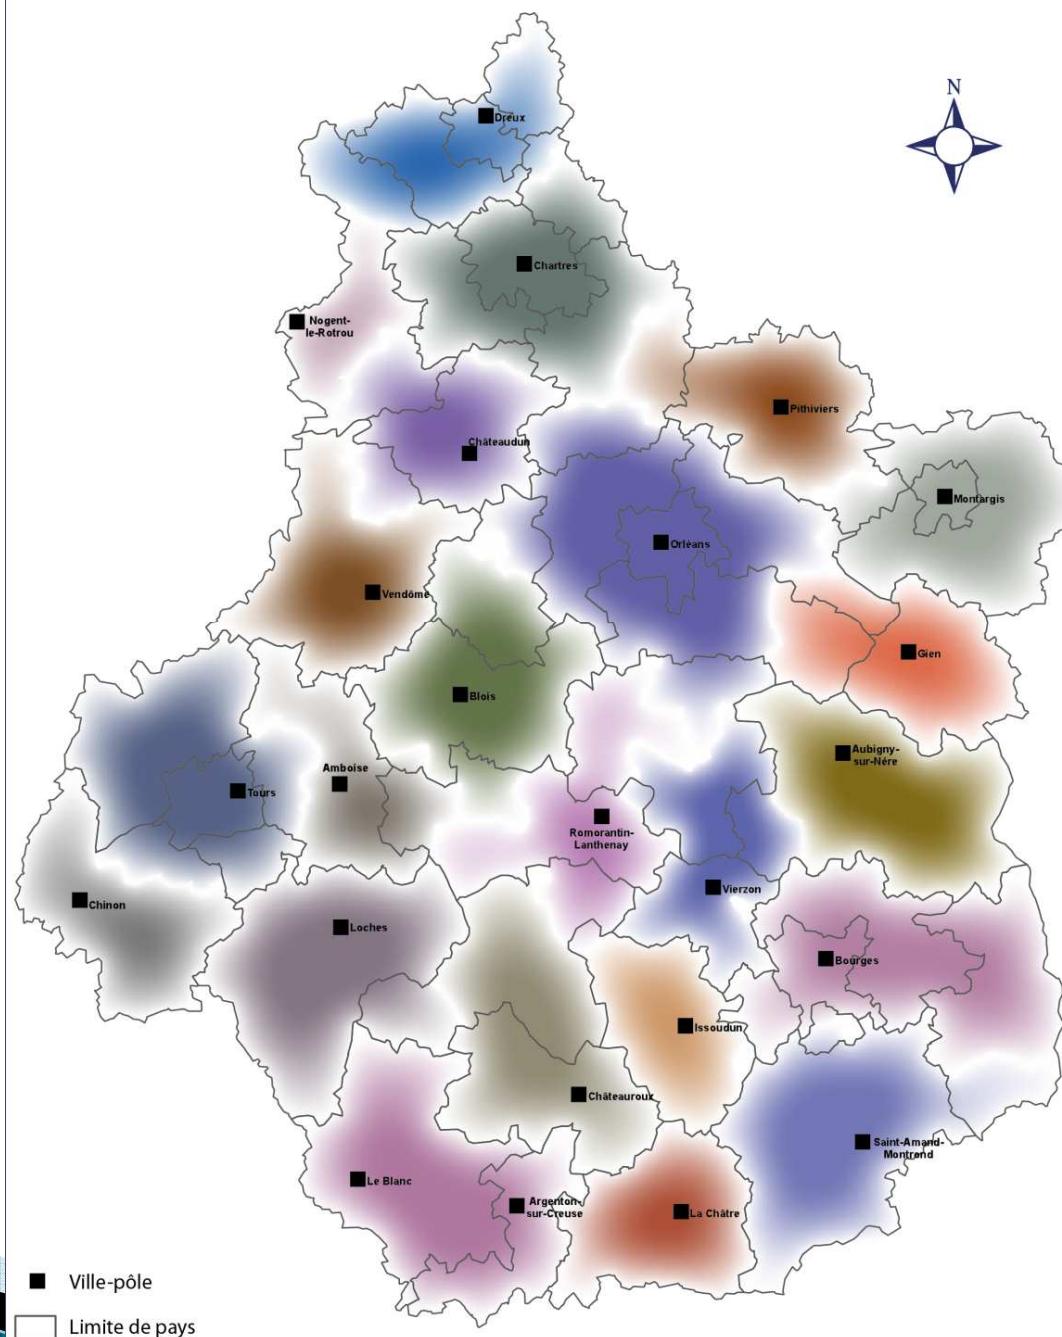 N
Dreux
Chartres
Nogent-
le-Rotrou
Pithiviers
Châteaudun
Montargis
Orléans
Vendôme
Gien
Blois
Aubigny-
sur-Nére
Amboise
Tours
Romorantin-
Lanthenay
Vierzon
Chinon
Loches
Bourges
Issoudun
Châteauroux
Saint-Amand-
Montrond
Le Blanc
Argenton-
sur-Creuse
La Châtre
Ville-pôle
Limite de pays